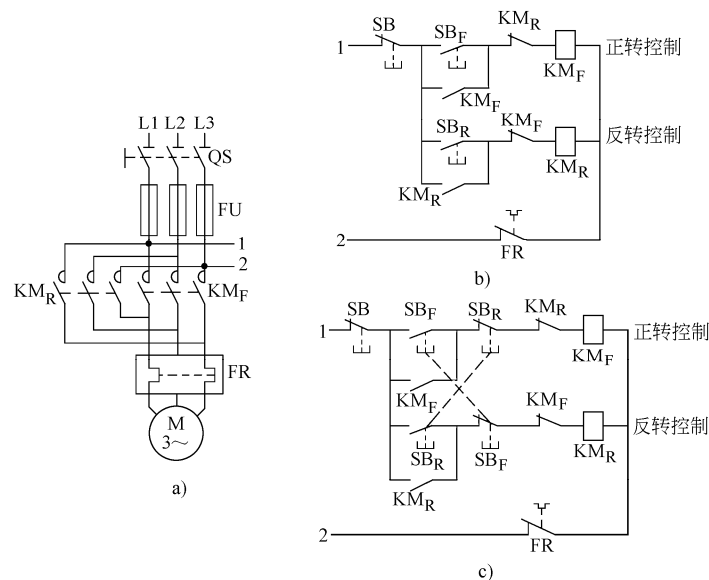 L1 L2 L3
QS
FU
1
2
KMR
KMF
FR
M
3～
a)
1
SB
SBF
KMR
KMF
正转控制
KMF
SBR
KMF
KMR
反转控制
KMR
2
FR
b)
1
SB
SBF
SBR
KMR
KMF
正转控制
KMF
SBR
SBF
KMF
KMR
反转控制
KMR
2
FR
c)